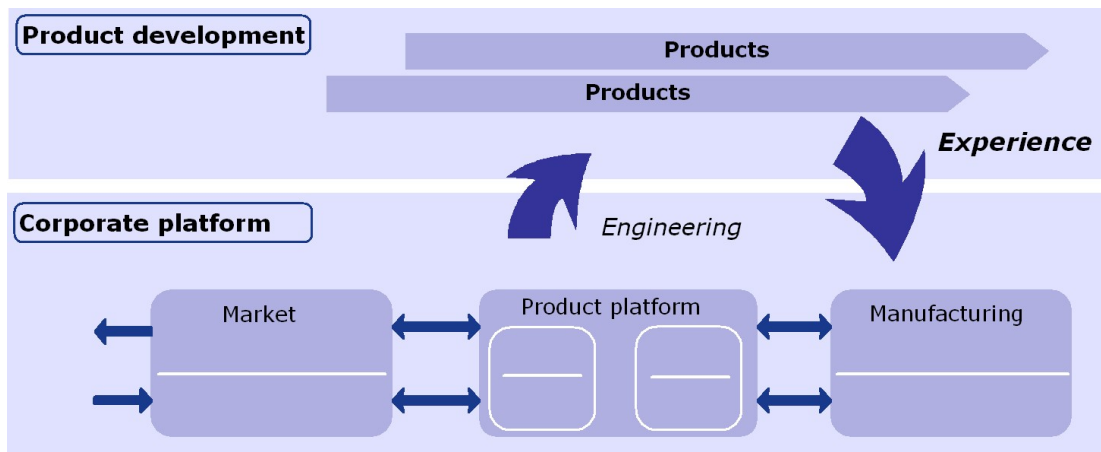 Product development
Products
Products
Experience
Corporate platform
Engineering
Market
Product platform
Manufacturing